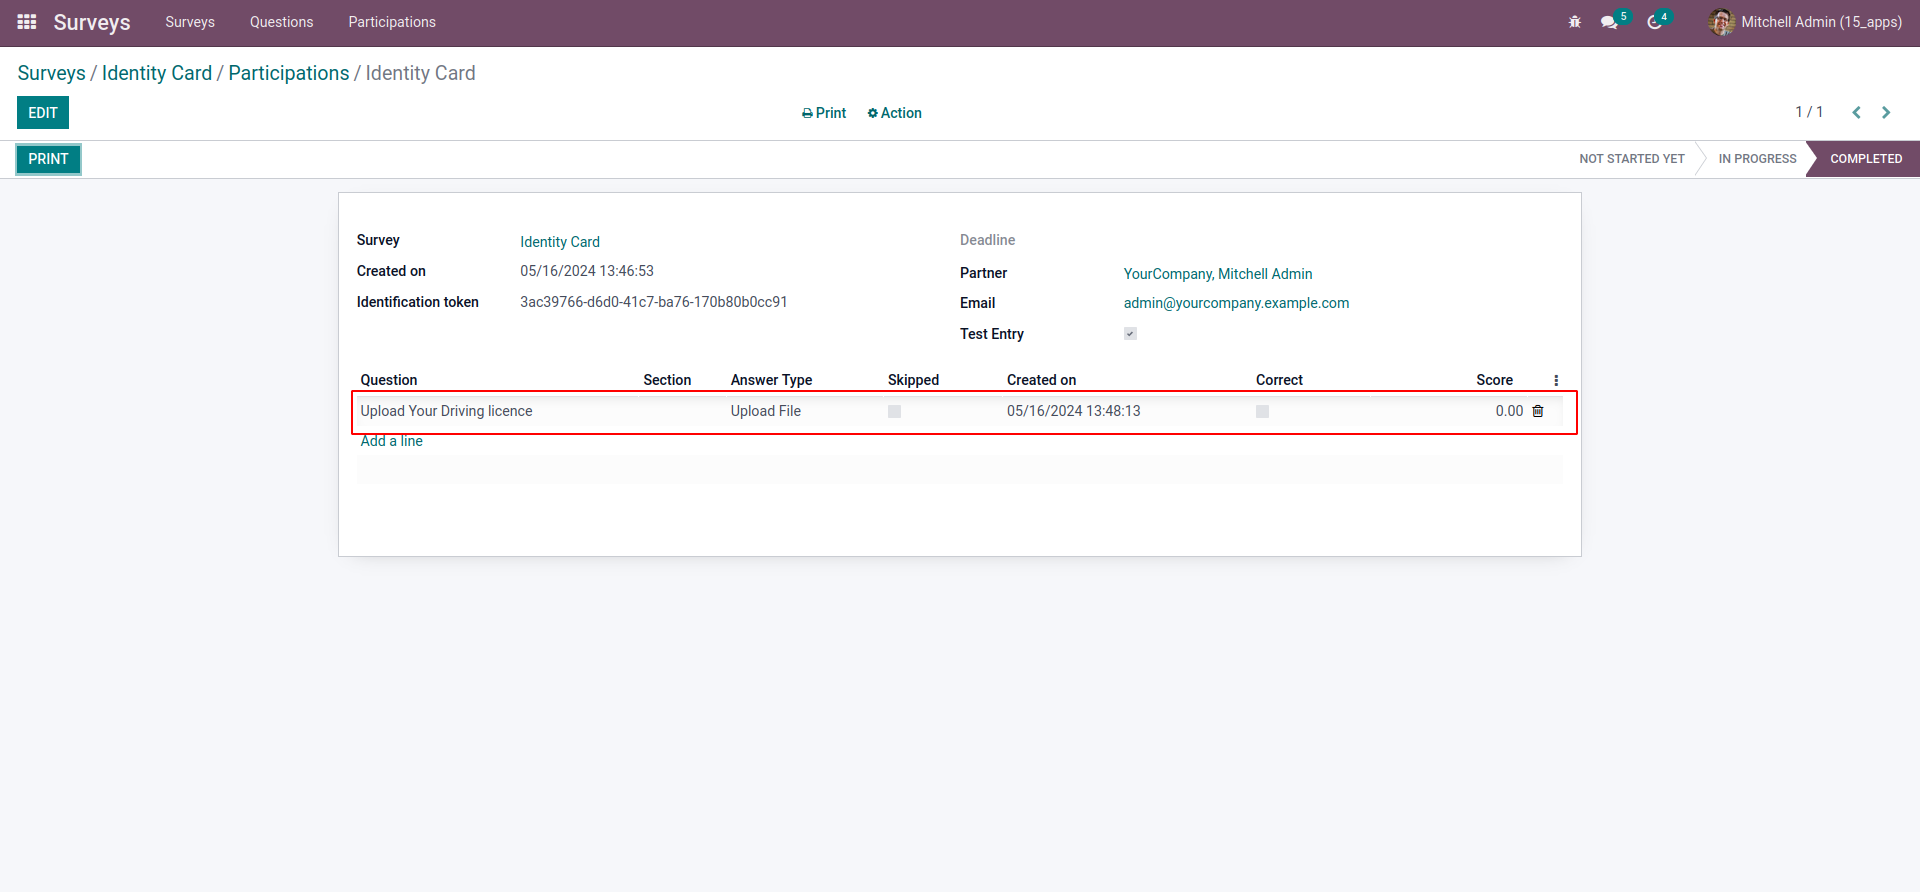 Surveys Surveys Questions Participations 5 4 Mitchell Admin (15_apps)
Surveys / Identity Card / Participations / Identity Card
EDIT Print Action 1 / 1
PRINT NOT STARTED YET IN PROGRESS COMPLETED
Survey Identity Card
Created on 05/16/2024 13:46:53
Identification token 3ac39766-d6d0-41c7-ba76-170b80b0cc91
Deadline
Partner YourCompany, Mitchell Admin
Email admin@yourcompany.example.com
Test Entry
Question Section Answer Type Skipped Created on Correct Score
Upload Your Driving licence Upload File 05/16/2024 13:48:13 0.00
Add a line